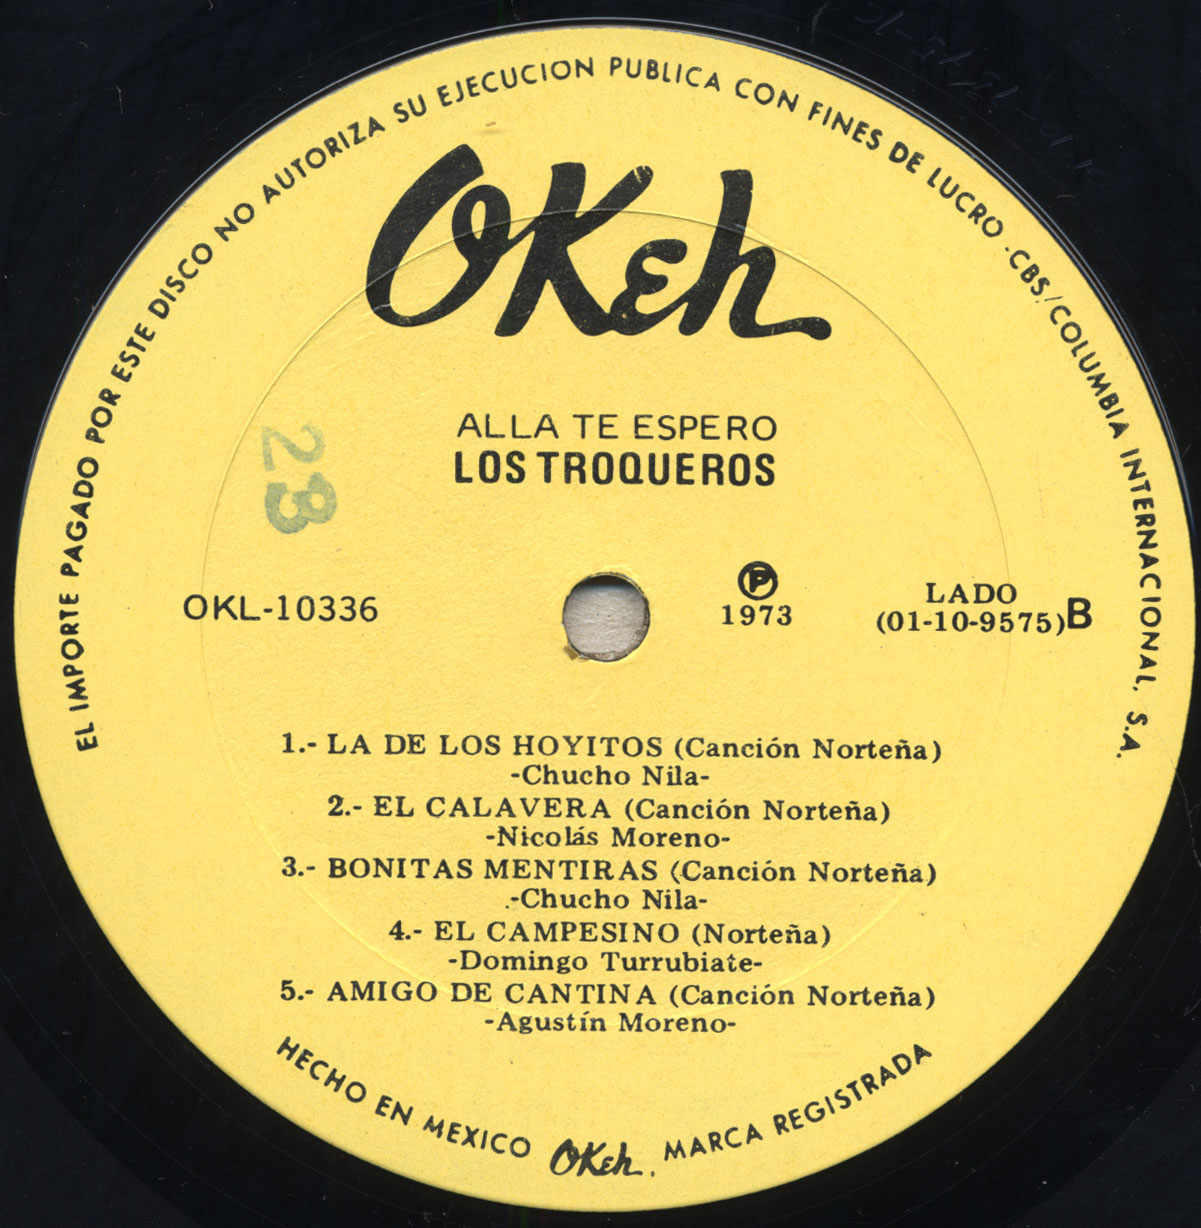 EL IMPORTE PAGADO POR ESTE DISCO NO AUTORIZA SU EJECUCION PUBLICA CON FINES DE LUCRO . CBS/COLUMBIA INTERNACIONAL, S.A.
OKeh
ALLA TE ESPERO
LOS TROQUEROS
23
OKL-10336
P
1973
LADO
(01-10-9575) B
1.- LA DE LOS HOYITOS (Canción Norteña)
-Chucho Nila-
2.- EL CALAVERA (Canción Norteña)
-Nicolás Moreno-
3.- BONITAS MENTIRAS (Canción Norteña)
-Chucho Nila-
4.- EL CAMPESINO (Norteña)
-Domingo Turrubiate-
5.- AMIGO DE CANTINA (Canción Norteña)
-Agustín Moreno-
HECHO EN MEXICO OKeh. MARCA REGISTRADA